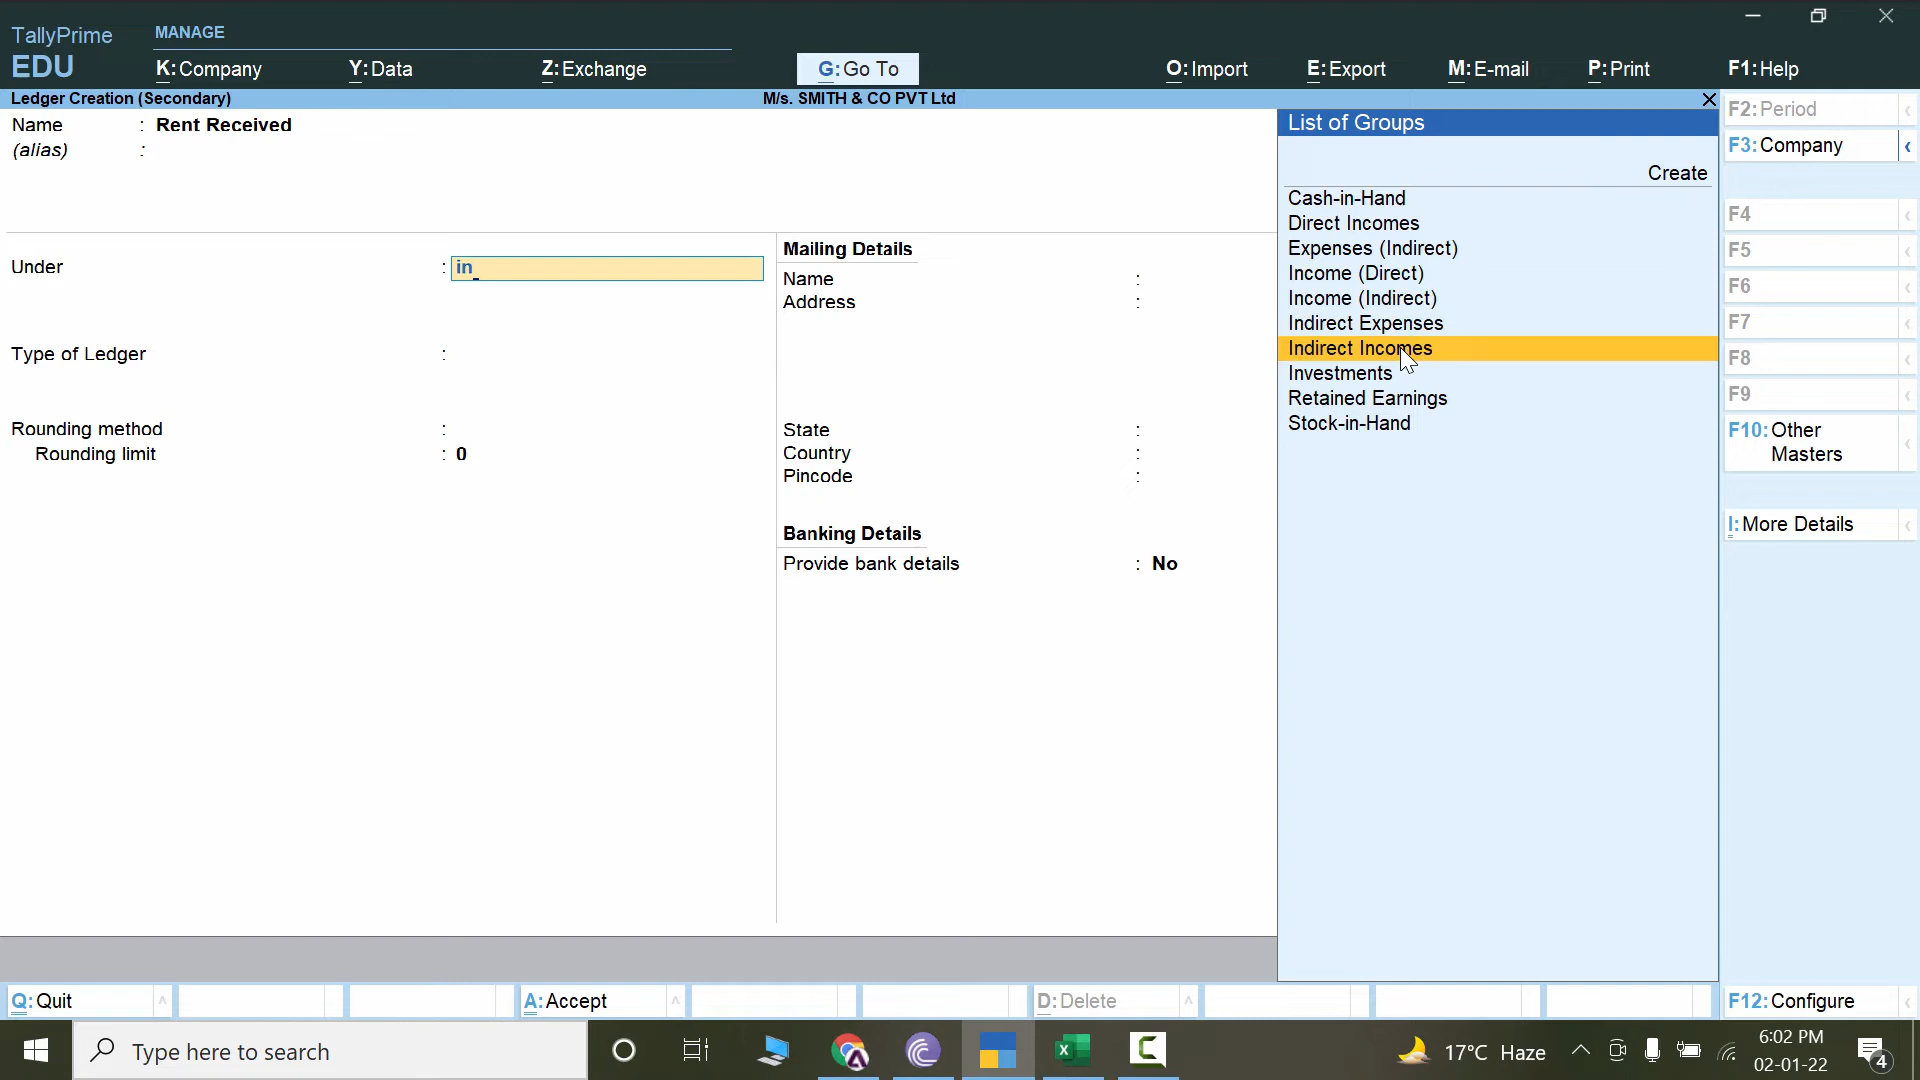 TallyPrime
EDU
MANAGE
K:Company
Y:Data
Z:Exchange
G:Go To
O:Import
E:Export
M:E-mail
P:Print
F1:Help
Ledger Creation (Secondary)
M/s. SMITH & CO PVT Ltd
Name : Rent Received
(alias) :
Under : in
Type of Ledger :
Rounding method :
Rounding limit : 0
Mailing Details
Name :
Address :
State :
Country :
Pincode :
Banking Details
Provide bank details : No
List of Groups
Create
Cash-in-Hand
Direct Incomes
Expenses (Indirect)
Income (Direct)
Income (Indirect)
Indirect Expenses
Indirect Incomes
Investments
Retained Earnings
Stock-in-Hand
F2:Period
F3:Company
F4
F5
F6
F7
F8
F9
F10:Other
Masters
I:More Details
Q:Quit
A:Accept
D:Delete
F12:Configure
Type here to search
17°C Haze
6:02 PM
02-01-22
4